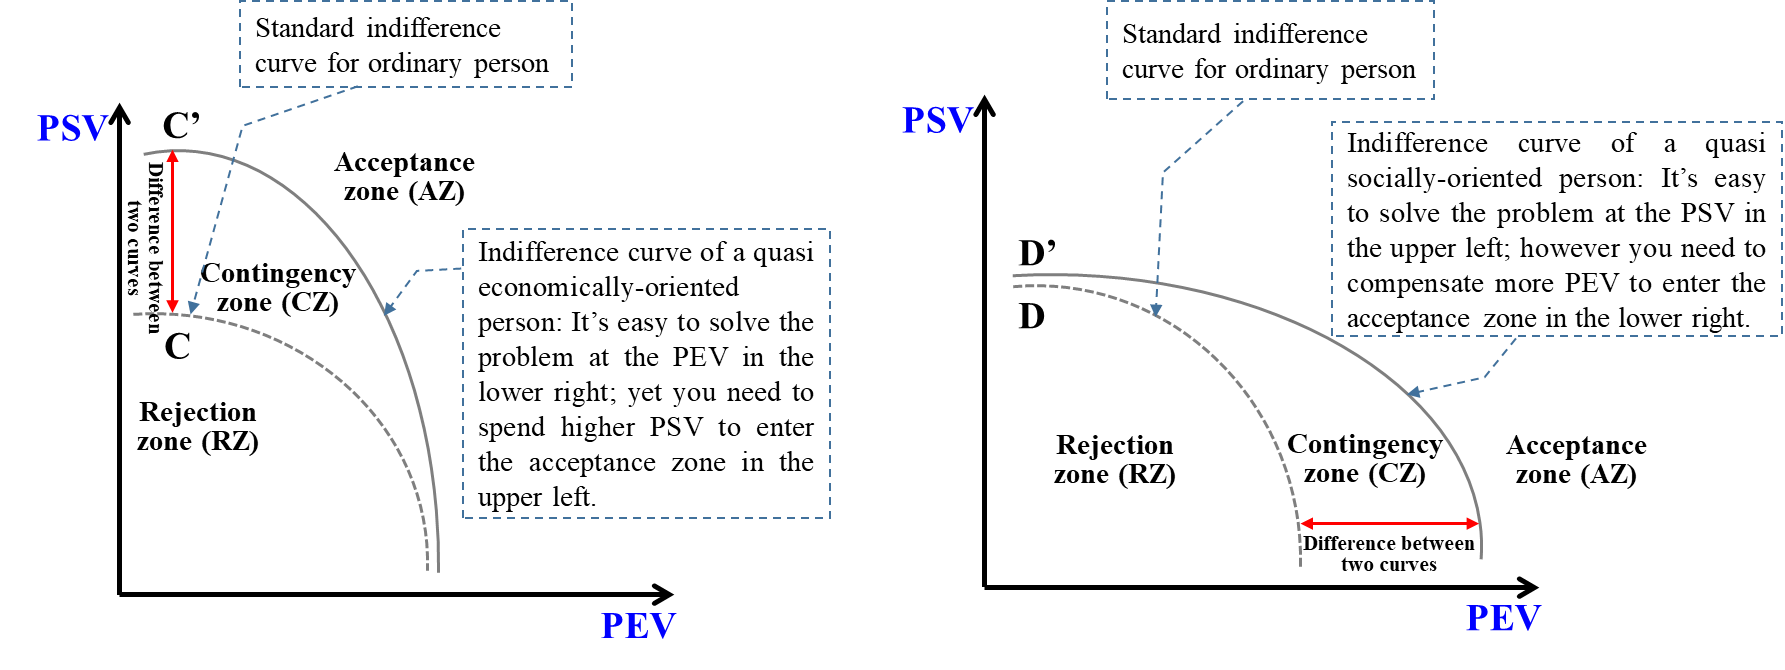 Standard indifference
curve for ordinary person
PSV
C’
Acceptance
zone (AZ)
Difference between
two curves
Contingency
zone (CZ)
C
Rejection
zone (RZ)
Indifference curve of a quasi
economically-oriented
person: It’s easy to solve the
problem at the PEV in the
lower right; yet you need to
spend higher PSV to enter
the acceptance zone in the
upper left.
PEV
Standard indifference
curve for ordinary person
PSV
Indifference curve of a quasi
socially-oriented person: It’s easy
to solve the problem at the PSV in
the upper left; however you need to
compensate more PEV to enter the
acceptance zone in the lower right.
D’
D
Rejection
zone (RZ)
Contingency
zone (CZ)
Acceptance
zone (AZ)
Difference between
two curves
PEV